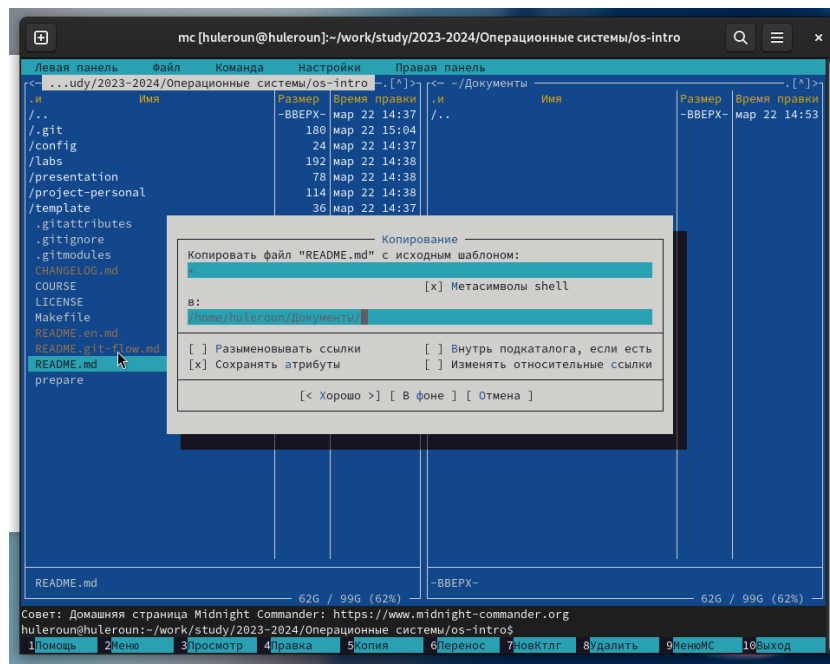 mc [huleroun@huleroun]:~/work/study/2023-2024/Операционные системы/os-intro
Левая панель Файл Команда Настройки Правая панель
<— ...udy/2023-2024/Операционные системы/os-intro —.[^]>
<— ~/Документы —.[^]>
.и Имя Размер Время правки
.и Имя Размер Время правки
/.. -ВВЕРХ- мар 22 14:37
/.. -ВВЕРХ- мар 22 14:53
/.git 180 мар 22 15:04
/config 24 мар 22 14:37
/labs 192 мар 22 14:38
/presentation 78 мар 22 14:38
/project-personal 114 мар 22 14:38
/template 36 мар 22 14:37
.gitattributes
.gitignore
.gitmodules
CHANGELOG.md
COURSE
LICENSE
Makefile
README.en.md
README.git-flow.md
README.md
prepare
Копирование
Копировать файл "README.md" с исходным шаблоном:
*
[x] Метасимволы shell
в:
/home/huleroun/Документы/
[ ] Разыменовывать ссылки [ ] Внутрь подкаталога, если есть
[x] Сохранять атрибуты [ ] Изменять относительные ссылки
[< Хорошо >] [ В фоне ] [ Отмена ]
README.md
-ВВЕРХ-
62G / 99G (62%)
62G / 99G (62%)
Совет: Домашняя страница Midnight Commander: https://www.midnight-commander.org
huleroun@huleroun:~/work/study/2023-2024/Операционные системы/os-intro$
1Помощь 2Меню 3Просмотр 4Правка 5Копия 6Перенос 7НовКтлг 8Удалить 9МенюМС 10Выход